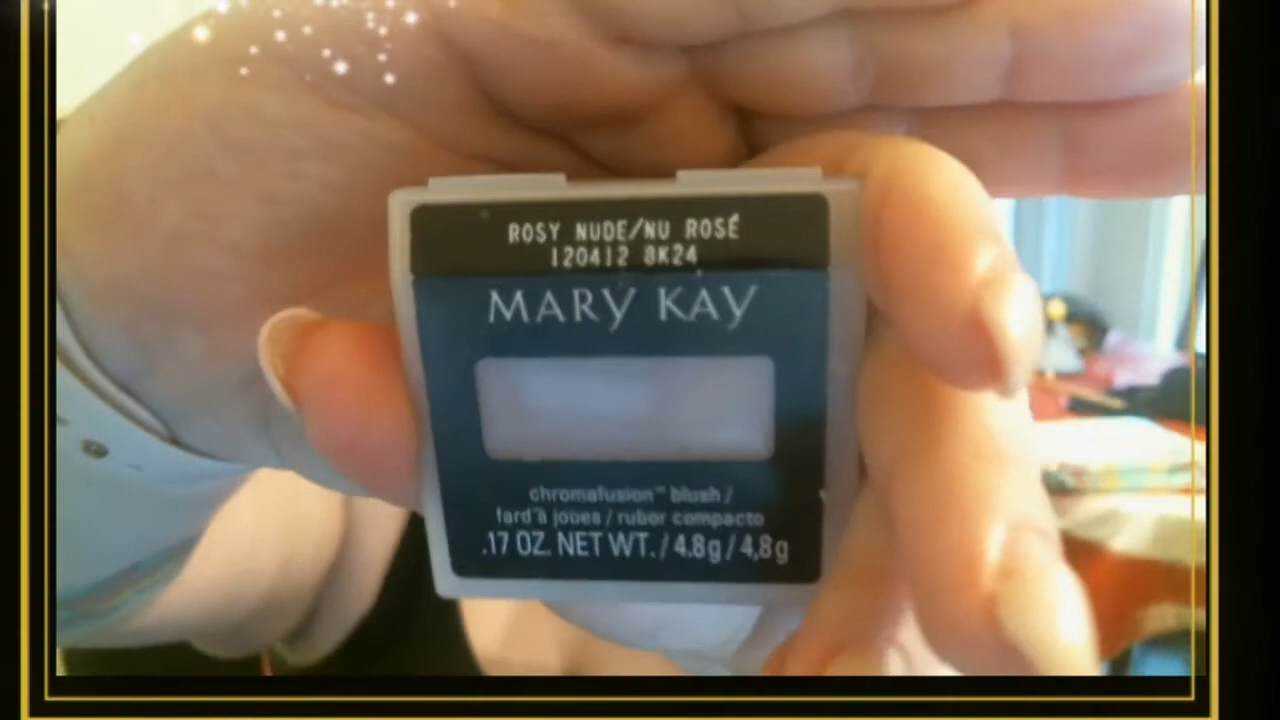 ROSY NUDE/NU ROSÉ
120412 8K24
MARY KAY
chromafusion™ blush /
fard à joues / rubor compacto
.17 OZ. NET WT. / 4.8g / 4,8g